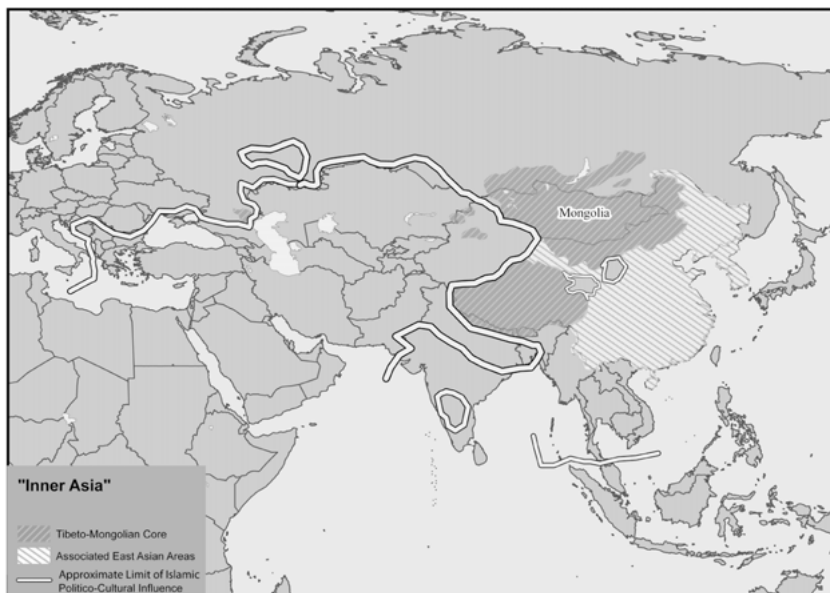 Mongolia
"Inner Asia"
Tibeto-Mongolian Core
Associated East Asian Areas
Approximate Limit of Islamic
Politico-Cultural Influence